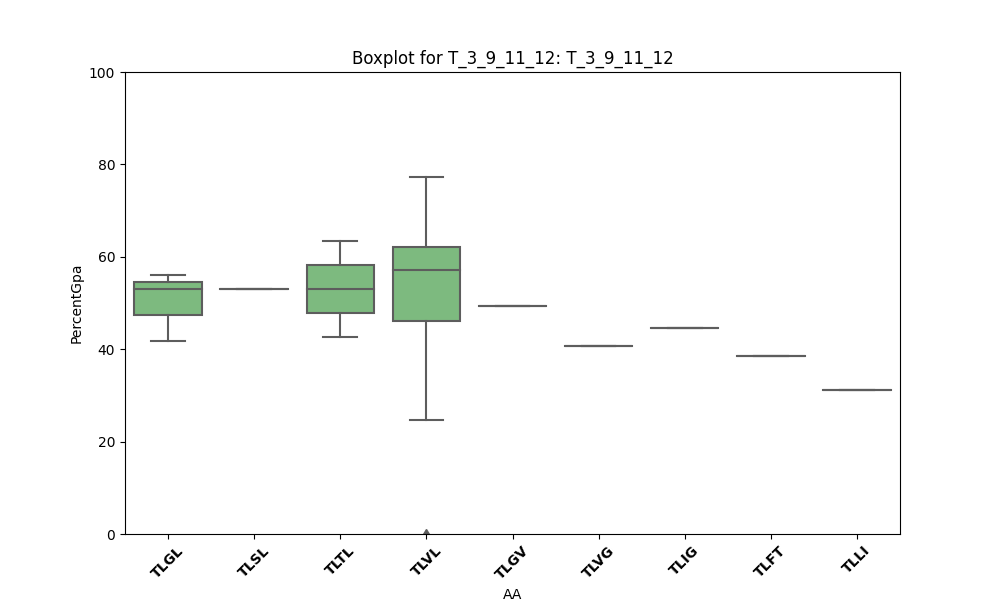 Boxplot for T_3_9_11_12: T_3_9_11_12
100
80
60
40
20
0
PercentGpa
TLGL
TLSL
TLTL
TLVL
TLGV
TLVG
TLIG
TLFT
TLLI
AA